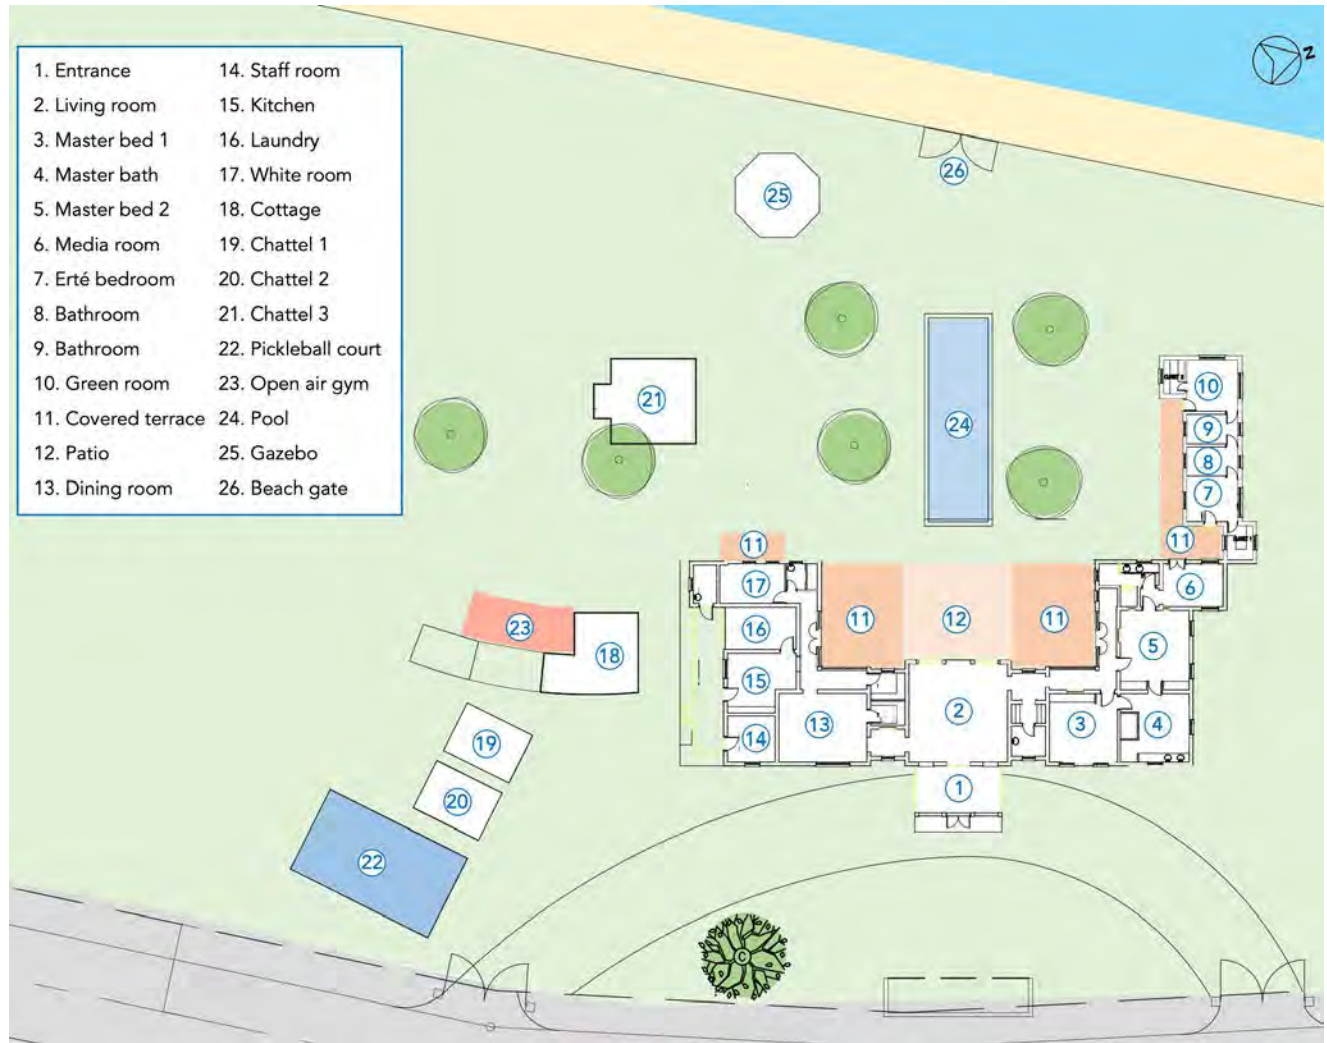 1. Entrance
2. Living room
3. Master bed 1
4. Master bath
5. Master bed 2
6. Media room
7. Erté bedroom
8. Bathroom
9. Bathroom
10. Green room
11. Covered terrace
12. Patio
13. Dining room
14. Staff room
15. Kitchen
16. Laundry
17. White room
18. Cottage
19. Chattel 1
20. Chattel 2
21. Chattel 3
22. Pickleball court
23. Open air gym
24. Pool
25. Gazebo
26. Beach gate
N
26
25
10
21
9
24
8
7
11
11
6
17
16
11
12
11
23
18
5
15
2
13
3
4
14
19
1
20
22
C